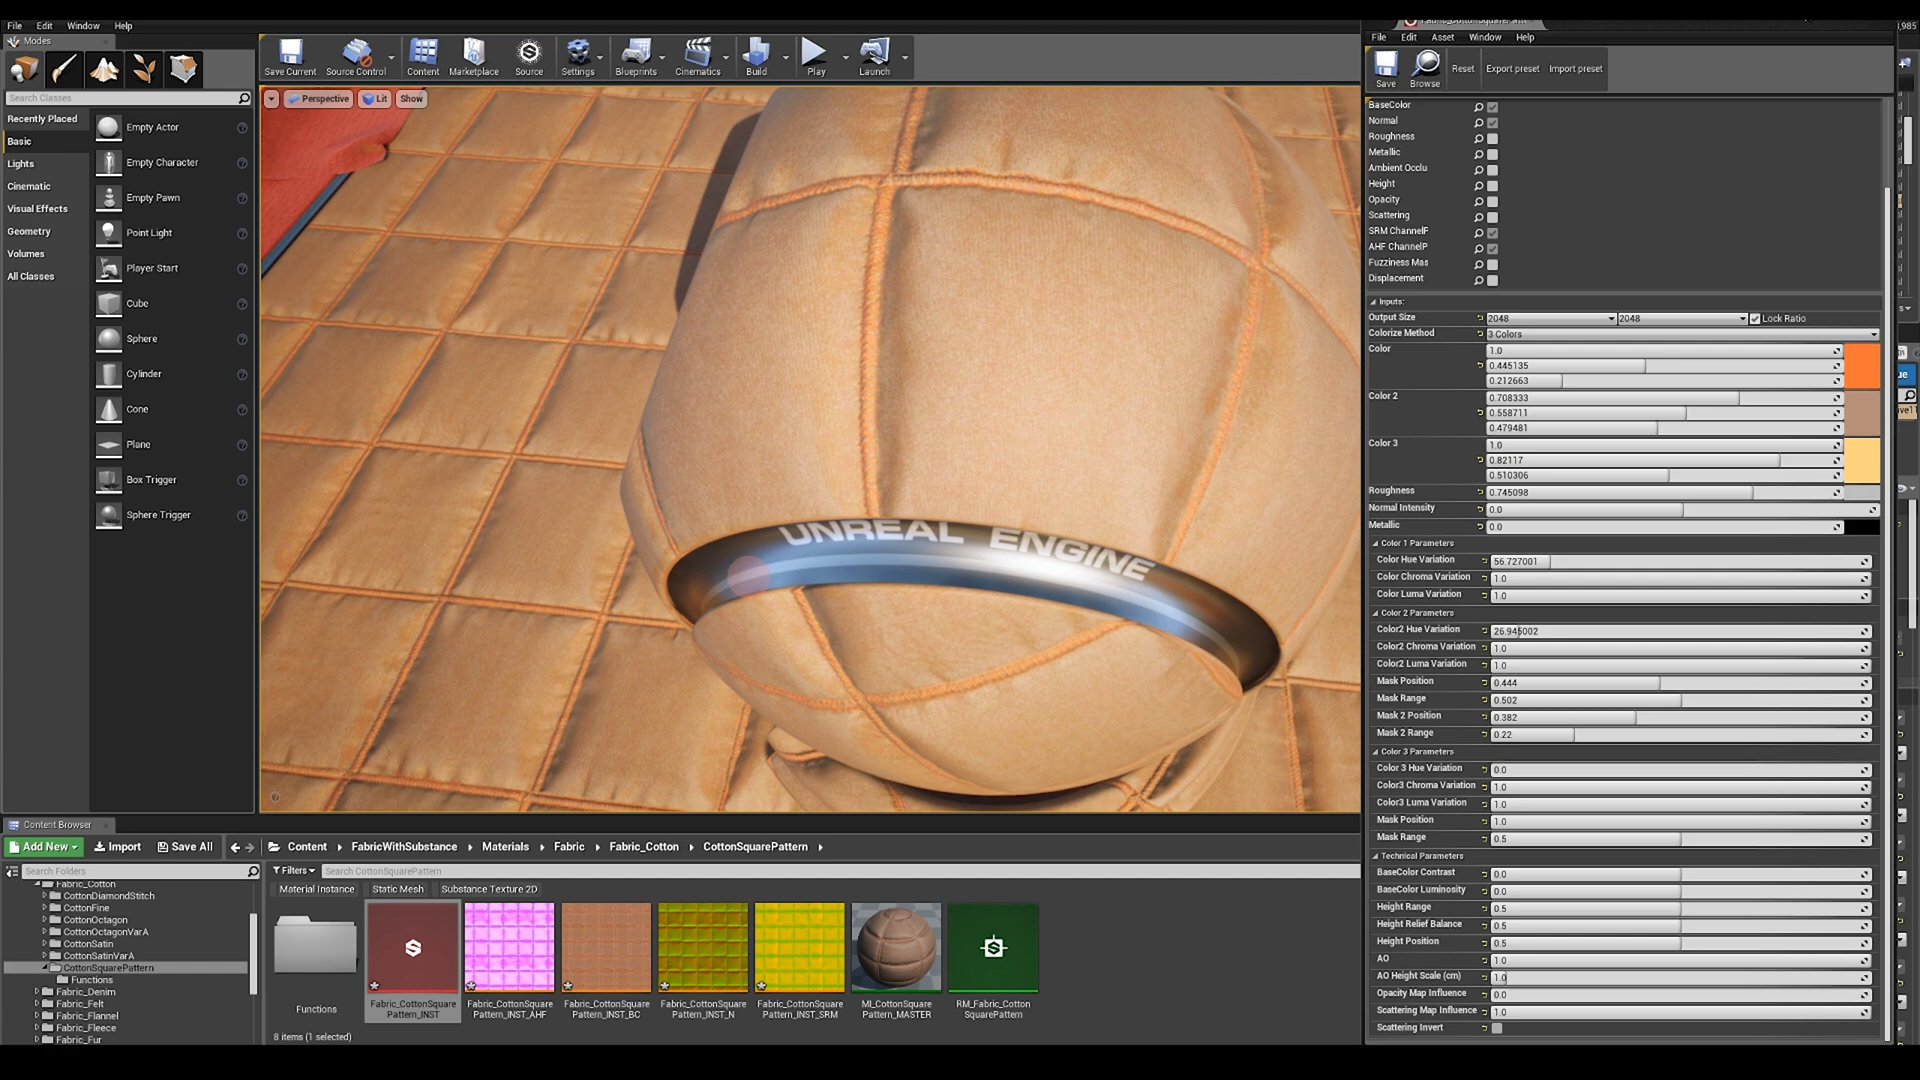 File Edit Window Help
Modes
Search Classes
Recently Placed
Basic
Lights
Cinematic
Visual Effects
Geometry
Volumes
All Classes
Empty Actor
Empty Character
Empty Pawn
Point Light
Player Start
Cube
Sphere
Cylinder
Cone
Plane
Box Trigger
Sphere Trigger
Save Current Source Control Content Marketplace Source Settings Blueprints Cinematics Build Play Launch
Perspective Lit Show
UNREAL ENGINE
File Edit Asset Window Help
Save Browse Reset Export preset Import preset
BaseColor
Normal
Roughness
Metallic
Ambient Occlu
Height
Opacity
Scattering
SRM ChannelF
AHF ChannelP
Fuzziness Mas
Displacement
Inputs:
Output Size 2048 2048 Lock Ratio
Colorize Method 3 Colors
Color 1.0
0.445135
0.212663
Color 2 0.708333
0.558711
0.479481
Color 3 1.0
0.82117
0.510306
Roughness 0.745098
Normal Intensity 0.0
Metallic 0.0
Color 1 Parameters
Color Hue Variation 56.727001
Color Chroma Variation 1.0
Color Luma Variation 1.0
Color 2 Parameters
Color2 Hue Variation 26.945002
Color2 Chroma Variation 1.0
Color2 Luma Variation 1.0
Mask Position 0.444
Mask Range 0.502
Mask 2 Position 0.382
Mask 2 Range 0.22
Color 3 Parameters
Color 3 Hue Variation 0.0
Color3 Chroma Variation 1.0
Color3 Luma Variation 1.0
Mask Position 1.0
Mask Range 0.5
Technical Parameters
BaseColor Contrast 0.0
BaseColor Luminosity 0.0
Height Range 0.5
Height Relief Balance 0.5
Height Position 0.5
AO 1.0
AO Height Scale (cm) 1.0
Opacity Map Influence 0.0
Scattering Map Influence 1.0
Scattering Invert
Content Browser
Add New Import Save All Content FabricWithSubstance Materials Fabric Fabric_Cotton CottonSquarePattern
Search Folders
Fabric_Cotton
CottonDiamondStitch
CottonFine
CottonOctagon
CottonOctagonVarA
CottonSatin
CottonSatinVarA
CottonSquarePattern
Functions
Fabric_Denim
Fabric_Felt
Fabric_Flannel
Fabric_Fleece
Fabric_Fur
Filters Search CottonSquarePattern
Material Instance Static Mesh Substance Texture 2D
Functions
Fabric_CottonSquare
Pattern_INST
Fabric_CottonSquare
Pattern_INST_AHF
Fabric_CottonSquare
Pattern_INST_BC
Fabric_CottonSquare
Pattern_INST_N
Fabric_CottonSquare
Pattern_INST_SRM
MI_CottonSquare
Pattern_MASTER
RM_Fabric_Cotton
SquarePattern
8 items (1 selected)